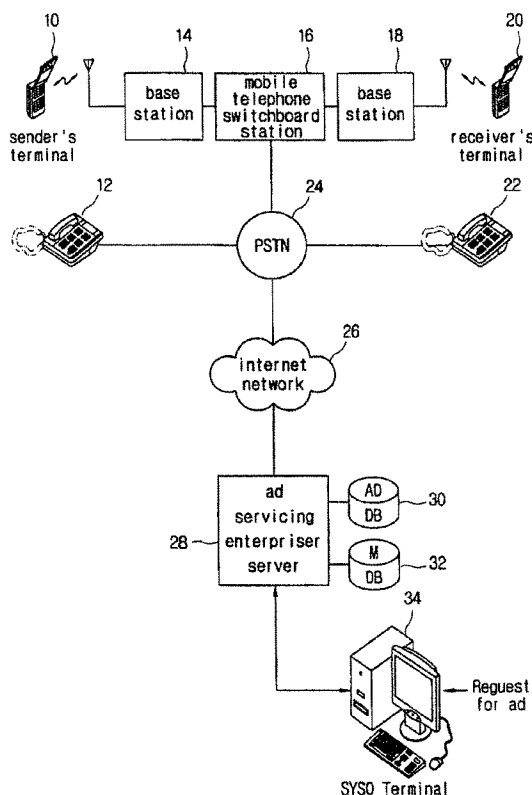 10
14
16
18
20
base
station
mobile
telephone
switchboard
station
base
station
sender's
terminal
receiver's
terminal
12
24
22
PSTN
26
internet
network
28
ad
servicing
enterpriser
server
AD
DB
30
M
DB
32
34
Reguest
for ad
SYSO Terminal